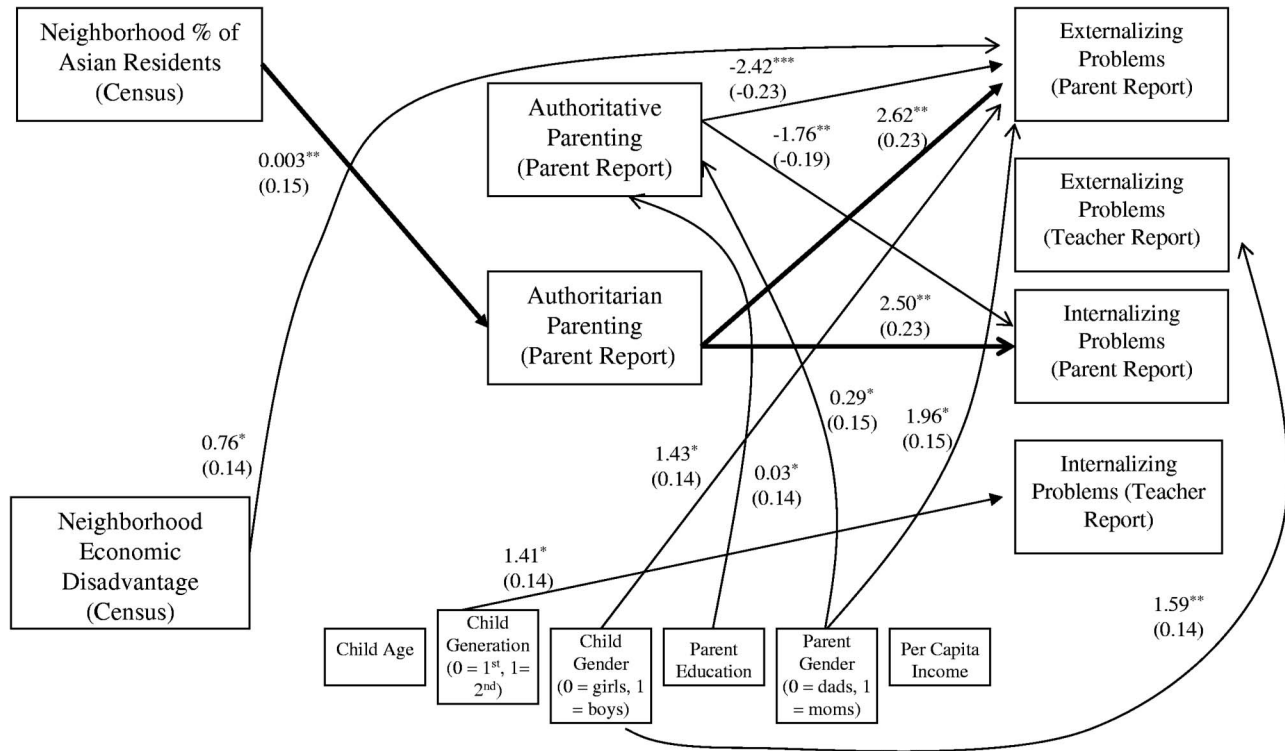 Neighborhood % of
Asian Residents
(Census)
Externalizing
Problems
(Parent Report)
-2.42***
(-0.23)
Authoritative
Parenting
(Parent Report)
2.62**
(0.23)
-1.76**
(-0.19)
0.003**
(0.15)
Externalizing
Problems
(Teacher Report)
Authoritarian
Parenting
(Parent Report)
2.50**
(0.23)
Internalizing
Problems
(Parent Report)
0.29*
(0.15)
1.96*
(0.15)
0.76*
(0.14)
1.43*
(0.14)
0.03*
(0.14)
Internalizing
Problems (Teacher
Report)
Neighborhood
Economic
Disadvantage
(Census)
1.41*
(0.14)
1.59**
(0.14)
Child Age
Child
Generation
(0 = 1st, 1=
2nd)
Child
Gender
(0 = girls, 1
= boys)
Parent
Education
Parent
Gender
(0 = dads, 1
= moms)
Per Capita
Income